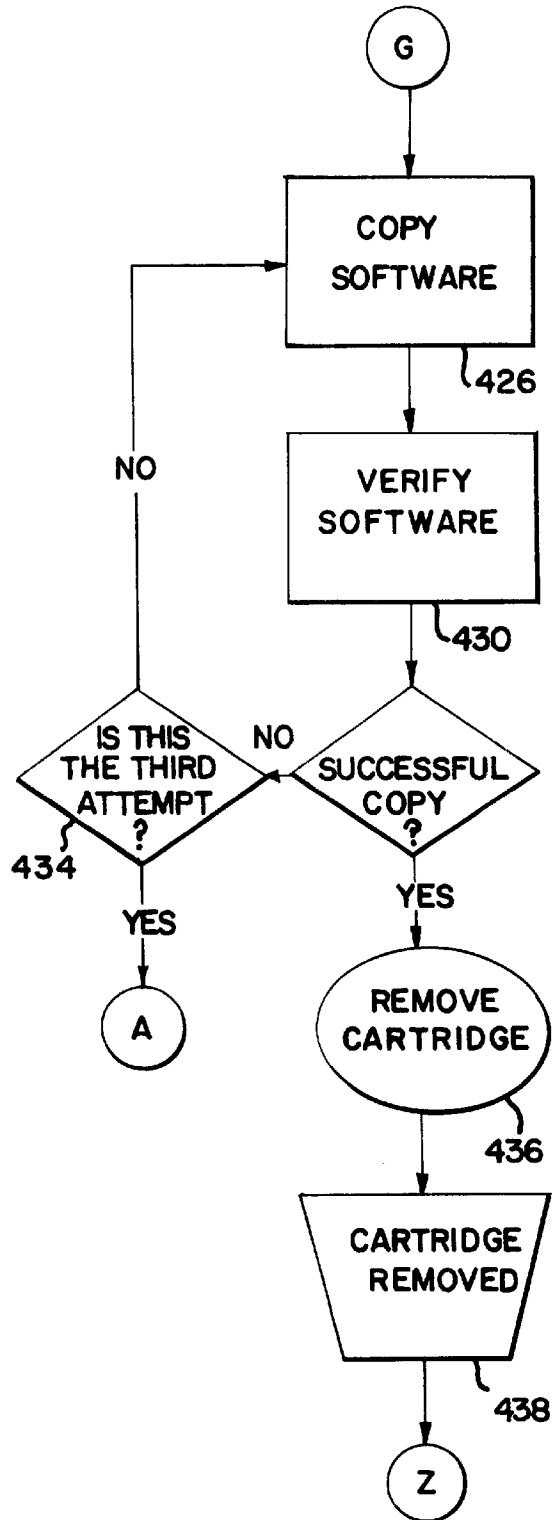 G
COPY
SOFTWARE
426
VERIFY
SOFTWARE
430
NO
IS THIS
THE THIRD
ATTEMPT
?
434
NO
SUCCESSFUL
COPY
?
YES
YES
A
REMOVE
CARTRIDGE
436
CARTRIDGE
REMOVED
438
Z